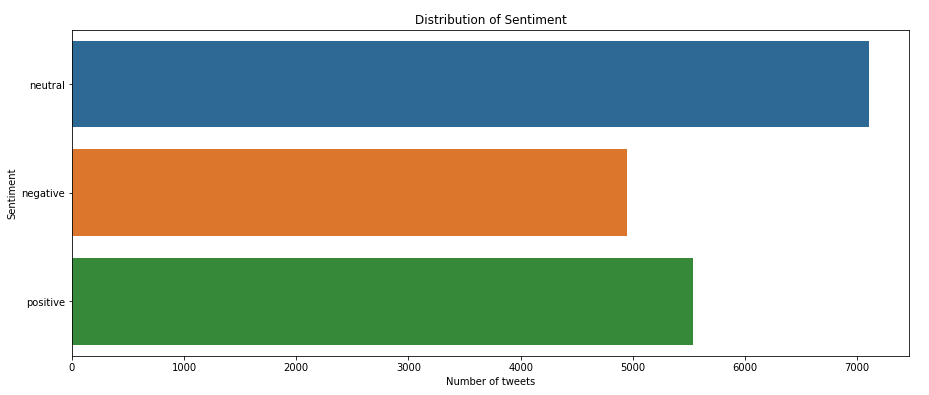 Distribution of Sentiment
Sentiment
neutral
negative
positive
0 1000 2000 3000 4000 5000 6000 7000
Number of tweets